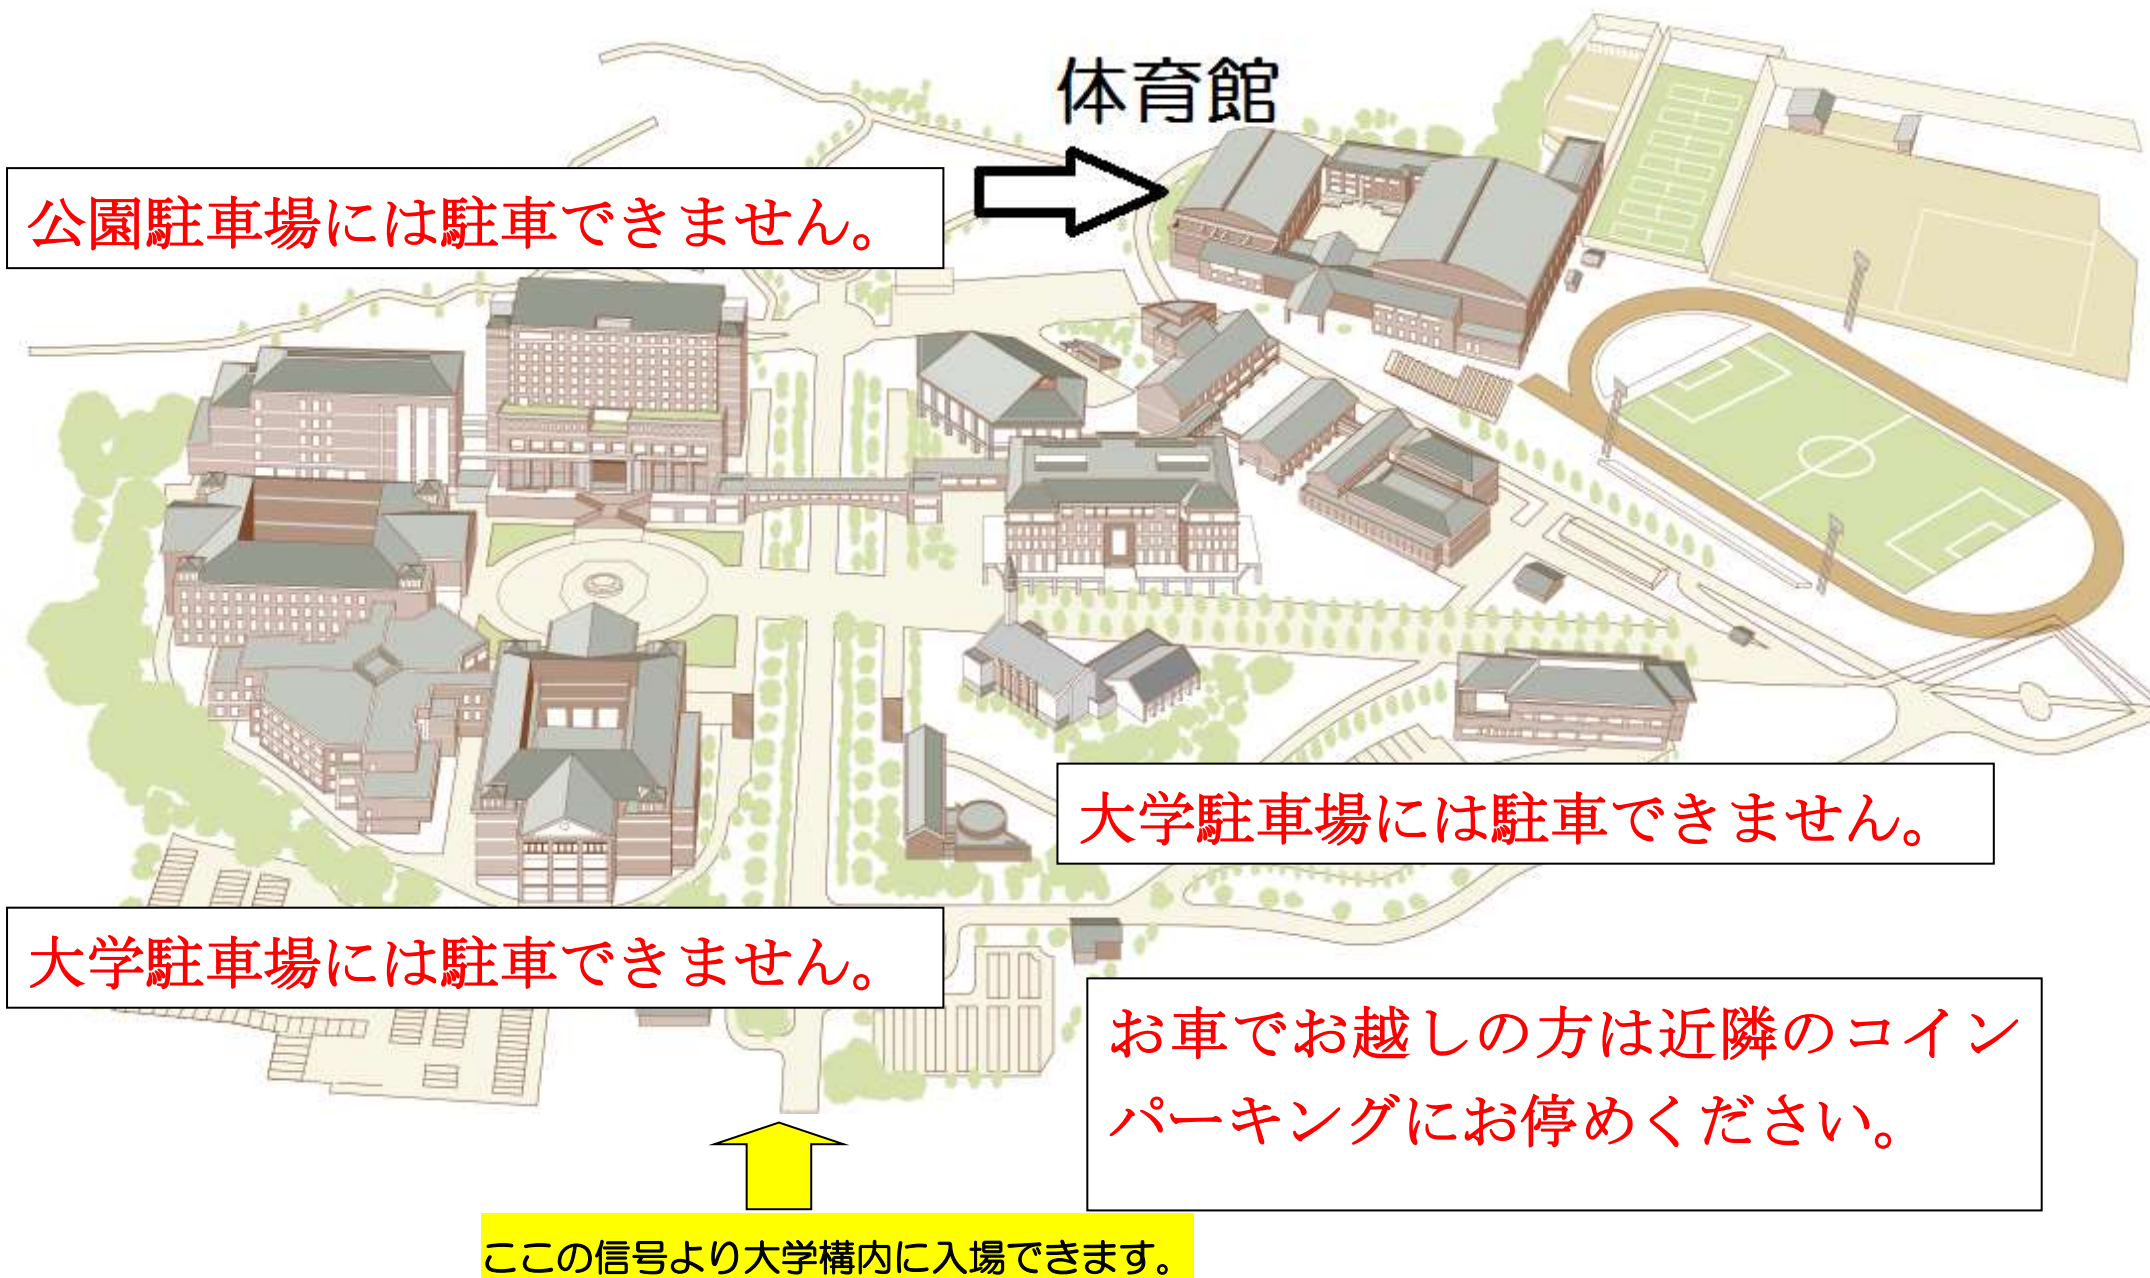 体育館
公園駐車場には駐車できません。
大学駐車場には駐車できません。
大学駐車場には駐車できません。
お車でお越しの方は近隣のコイン
パーキングにお停めください。
ここの信号より大学構内に入場できます。